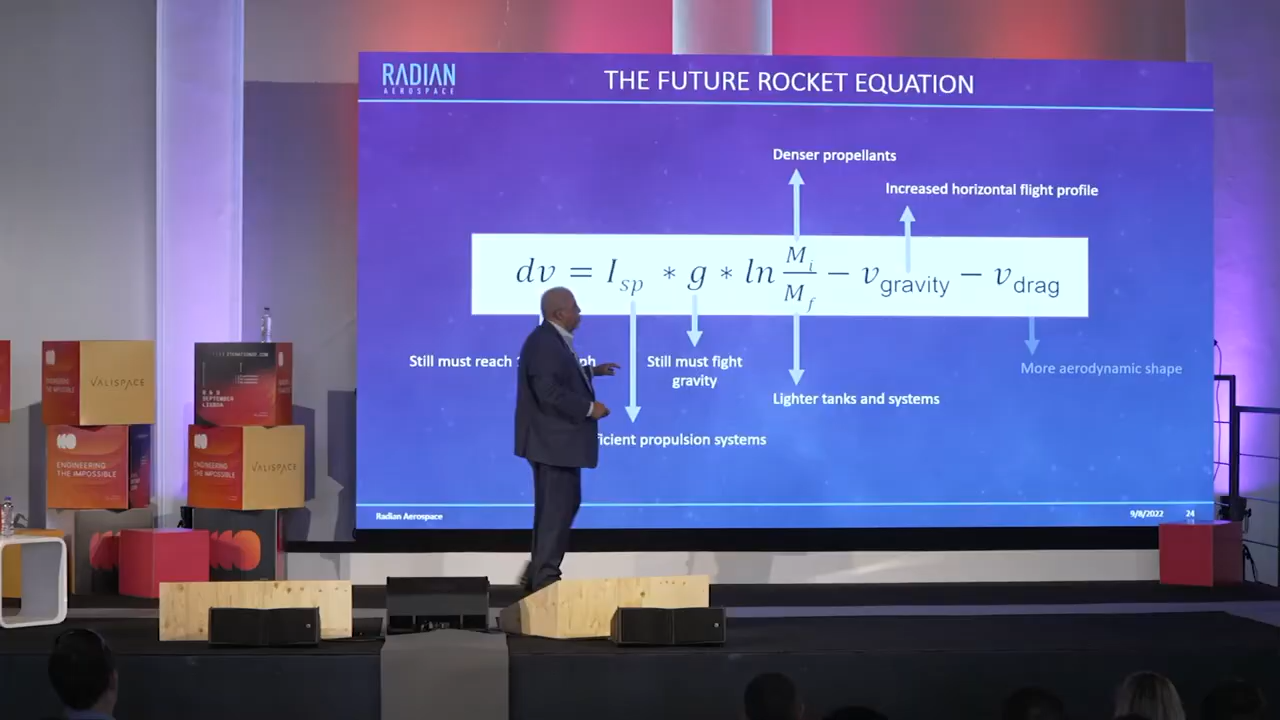 RADIAN
AEROSPACE
THE FUTURE ROCKET EQUATION
Denser propellants
Increased horizontal flight profile
dv = I_sp * g * ln M_i/M_f − v_gravity − v_drag
Still must reach
Still must fight
gravity
More aerodynamic shape
Lighter tanks and systems
propulsion systems
Radian Aerospace
9/8/2022 24
VALISPACE
SEPTEMBER
LISBOA
ENGINEERING
THE IMPOSSIBLE
ENGINEERING
THE IMPOSSIBLE
VALISPACE